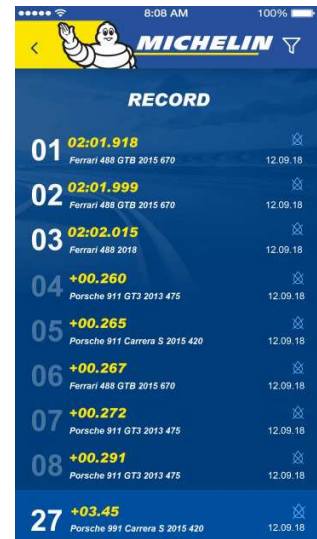 8:08 AM 100%
MICHELIN
RECORD
01 02:01.918
Ferrari 488 GTB 2015 670 12.09.18
02 02:01.999
Ferrari 488 GTB 2015 670 12.09.18
03 02:02.015
Ferrari 488 2018 12.09.18
04 +00.260
Porsche 911 GT3 2013 475 12.09.18
05 +00.265
Porsche 911 Carrera S 2015 420 12.09.18
06 +00.267
Ferrari 488 GTB 2015 670 12.09.18
07 +00.272
Porsche 911 GT3 2013 475 12.09.18
08 +00.291
Porsche 911 GT3 2013 475 12.09.18
27 +03.45
Porsche 991 Carrera S 2015 420 12.09.18